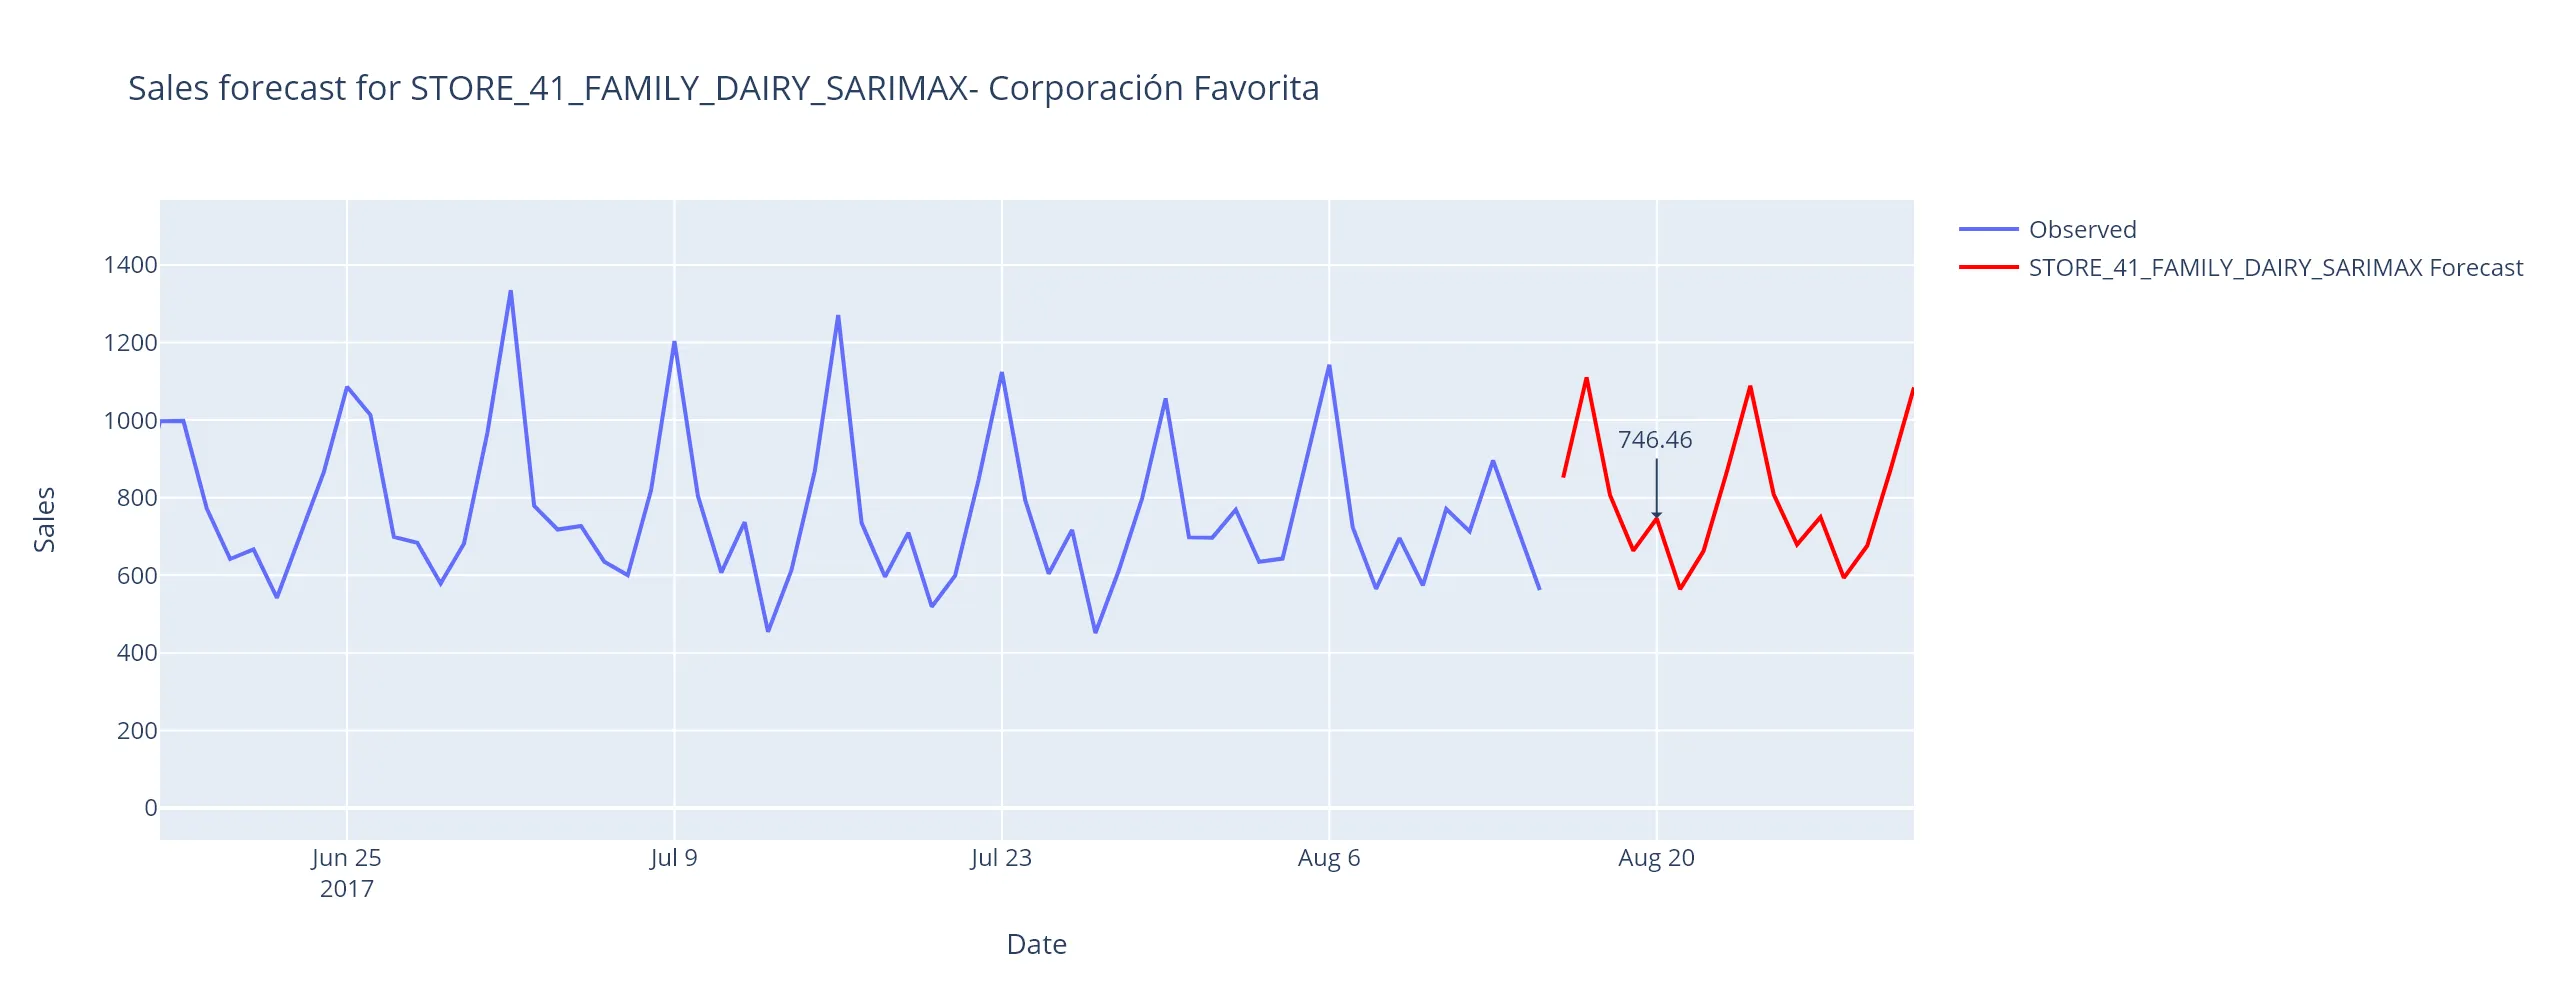 Sales forecast for STORE_41_FAMILY_DAIRY_SARIMAX- Corporación Favorita
Observed
STORE_41_FAMILY_DAIRY_SARIMAX Forecast
1400
1200
1000
800
600
400
200
0
Sales
746.46
Jun 25
2017
Jul 9
Jul 23
Aug 6
Aug 20
Date